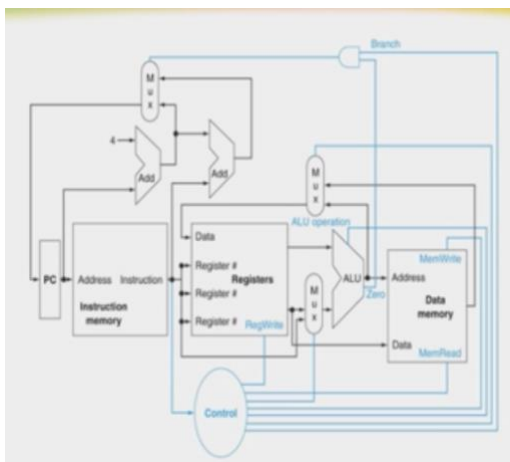 Branch
M
u
x
4
Add
Add
M
u
x
ALU operation
Data
Register #
Register #
Register #
Registers
RegWrite
PC
Address
Instruction
Instruction
memory
M
u
x
ALU
Zero
MemWrite
Address
Data
memory
Data
MemRead
Control